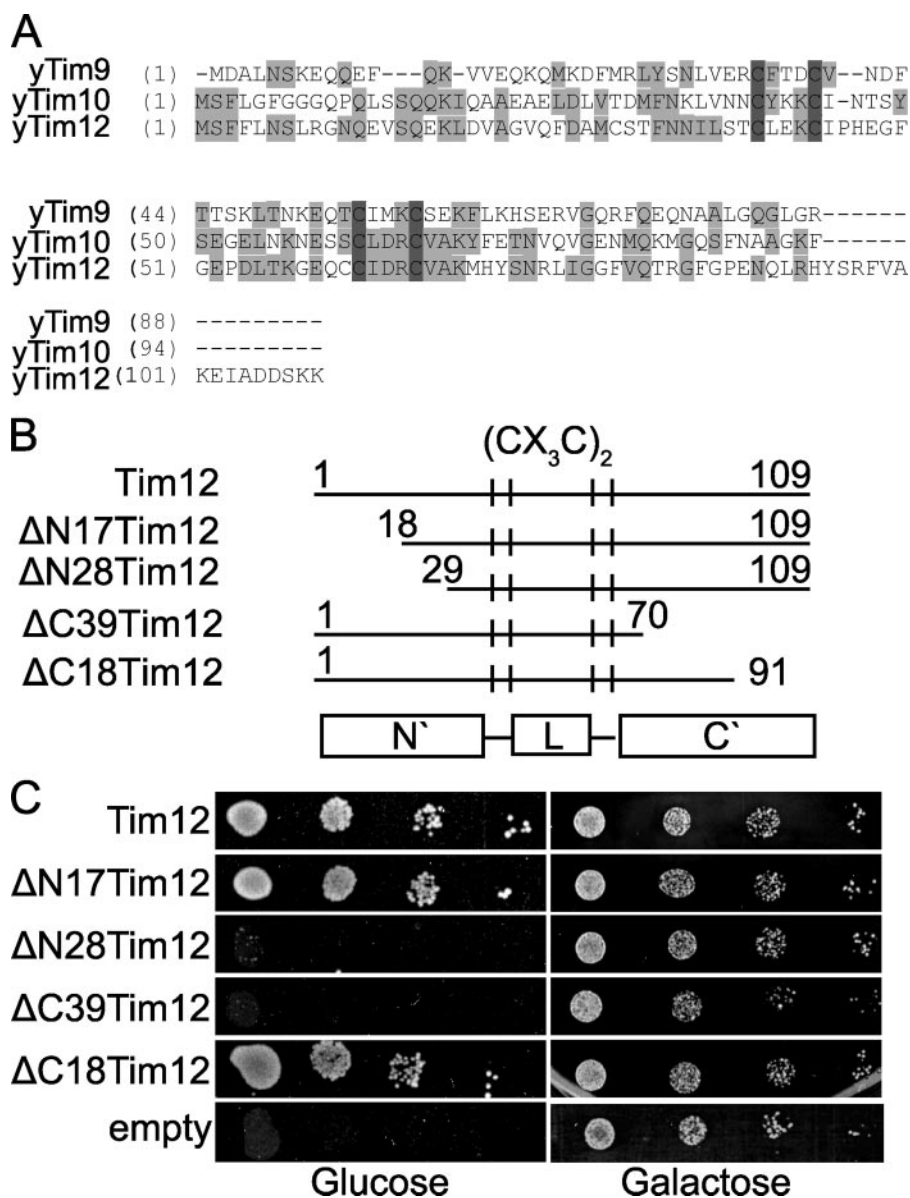 A
yTim9 (1) -MDALNSKEQQEF---QK-VVEQKQMKDFMRLYSNLVERCFTDCV--NDF
yTim10 (1) MSFLGFGGGQPQLSSQQKIQAAEAELDLVTDMFNKLVNNCYKKCI-NTSY
yTim12 (1) MSFFLNSLRGNQEVSQEKLDVAGVQFDAMCSTFNNILSTCLEKCIPHEGF
yTim9 (44) TTSKLTNKEQTCIMKCSEKFLKHSERVGQRFQEQNAALGQGLGR------
yTim10 (50) SEGELNKNESSCLDRCVAKYFETNVQVGENMQKMGQSFNAAGKF------
yTim12 (51) GEPDLTKGEQCCIDRCVAKMHYSNRLIGGFVQTRGFGPENQLRHYSRFVA
yTim9 (88) ---------
yTim10 (94) ---------
yTim12 (101) KEIADDSKK
B
(CX3C)2
Tim12 1 109
ΔN17Tim12 18 109
ΔN28Tim12 29 109
ΔC39Tim12 1 70
ΔC18Tim12 1 91
N` L C`
C
Tim12
ΔN17Tim12
ΔN28Tim12
ΔC39Tim12
ΔC18Tim12
empty
Glucose Galactose